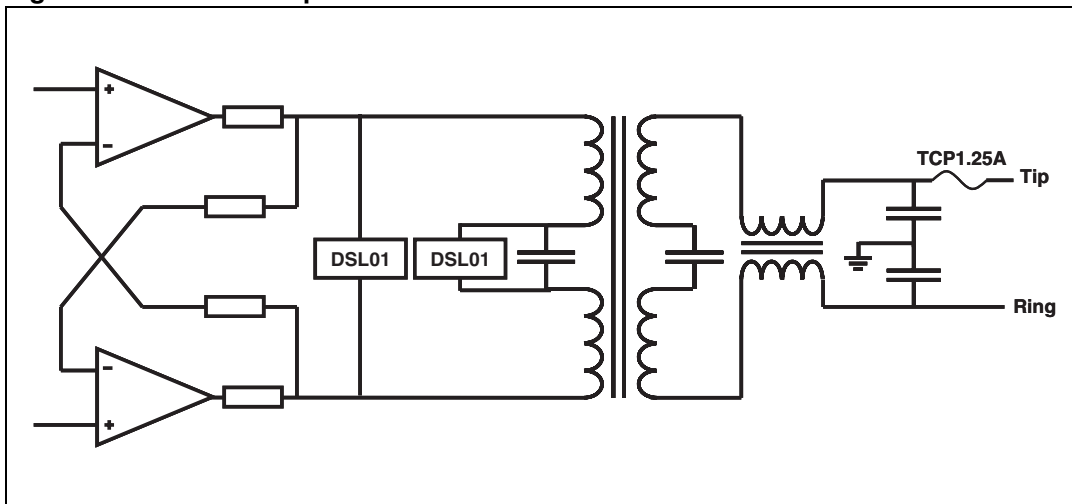 +
-
DSL01
DSL01
-
+
TCP1.25A
Tip
Ring